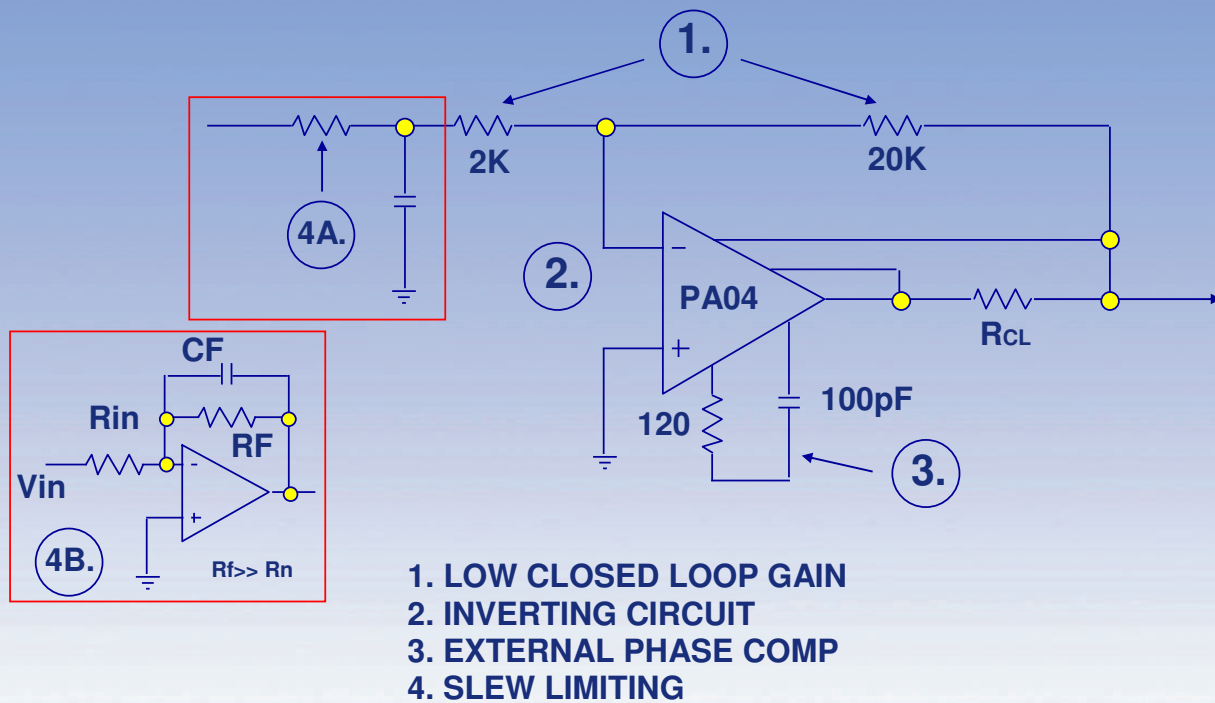 1.
2K
20K
4A.
2.
-
PA04
+
RCL
120
100pF
3.
CF
Rin
RF
Vin
-
+
4B.
Rf>> Rn
1. LOW CLOSED LOOP GAIN
2. INVERTING CIRCUIT
3. EXTERNAL PHASE COMP
4. SLEW LIMITING